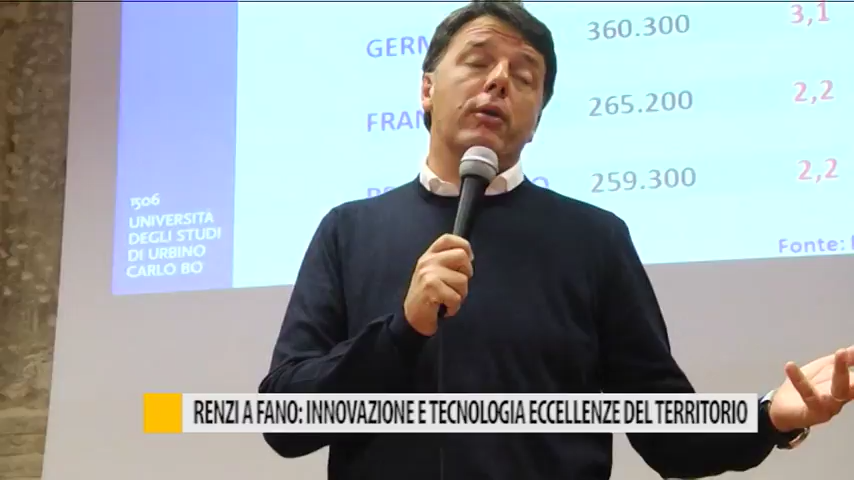 GERM
360.300
3,1
FRAN
265.200
2,2
259.300
2,2
Fonte:
1506
UNIVERSITÀ
DEGLI STUDI
DI URBINO
CARLO BO
RENZI A FANO: INNOVAZIONE E TECNOLOGIA ECCELLENZE DEL TERRITORIO